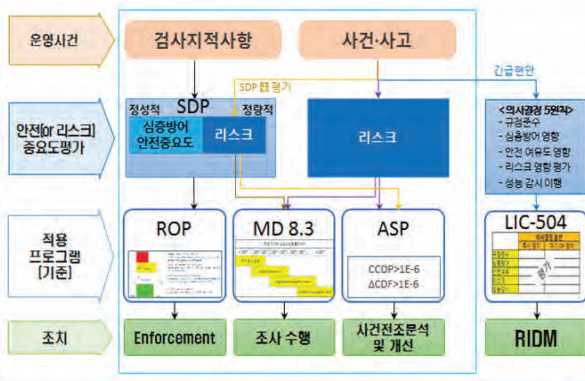 운영사건
검사지적사항
사건·사고
긴급현안
SDP 평가
안전[or 리스크]
중요도평가
정성적
SDP
정량적
심층방어
안전중요도
리스크
리스크
<의사결정 5원칙>
- 규정준수
- 심층방어 영향
- 안전 여유도 영향
- 리스크 영향 평가
- 성능 감시 이행
적용
프로그램
[기준]
ROP
MD 8.3
ASP
CCDP>1E-6
ΔCDF>1E-6
LIC-504
평가
조치
Enforcement
조사 수행
사건전조분석
및 개선
RIDM